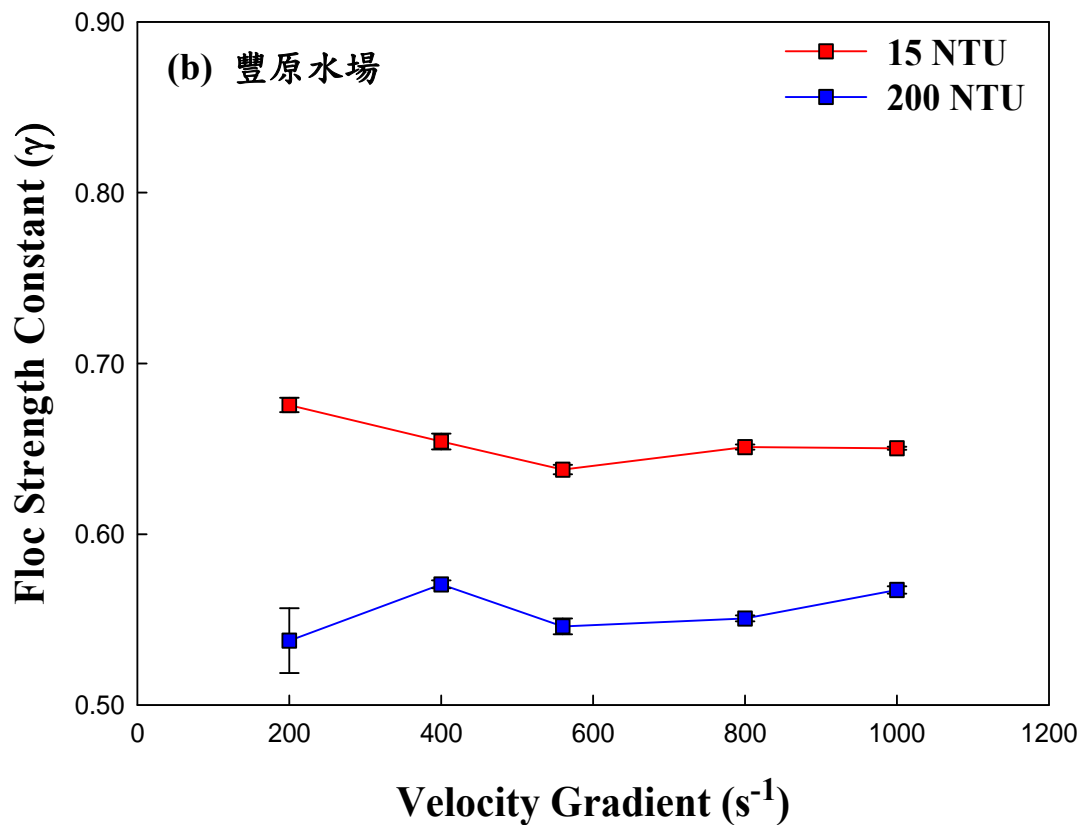 (b) 豐原水場
15 NTU
200 NTU
Floc Strength Constant (γ)
0.90
0.80
0.70
0.60
0.50
0 200 400 600 800 1000 1200
Velocity Gradient (s⁻¹)